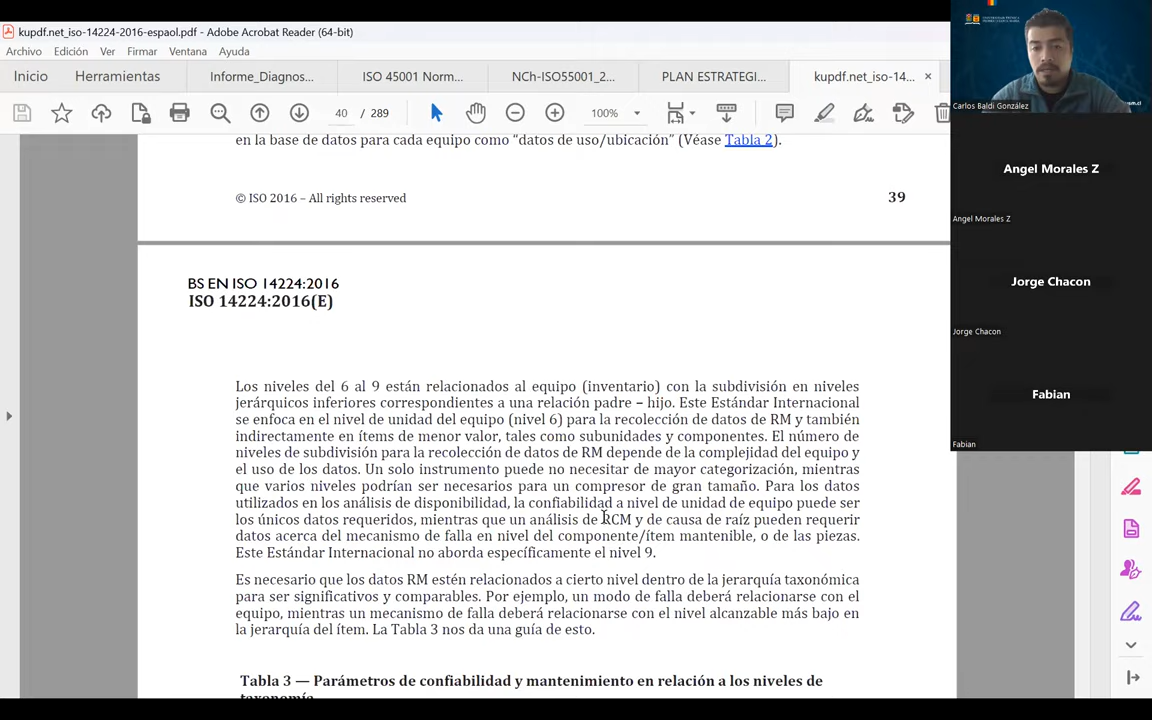 kupdf.net_iso-14224-2016-espaol.pdf - Adobe Acrobat Reader (64-bit)
Archivo Edición Ver Firmar Ventana Ayuda
Inicio Herramientas Informe_Diagnos... ISO 45001 Norm... NCh-ISO55001_2... PLAN ESTRATEGI... kupdf.net_iso-14... ×
40 / 289 100%
en la base de datos para cada equipo como “datos de uso/ubicación” (Véase Tabla 2).
© ISO 2016 – All rights reserved 39
BS EN ISO 14224:2016
ISO 14224:2016(E)
Los niveles del 6 al 9 están relacionados al equipo (inventario) con la subdivisión en niveles
jerárquicos inferiores correspondientes a una relación padre – hijo. Este Estándar Internacional
se enfoca en el nivel de unidad del equipo (nivel 6) para la recolección de datos de RM y también
indirectamente en ítems de menor valor, tales como subunidades y componentes. El número de
niveles de subdivisión para la recolección de datos de RM depende de la complejidad del equipo y
el uso de los datos. Un solo instrumento puede no necesitar de mayor categorización, mientras
que varios niveles podrían ser necesarios para un compresor de gran tamaño. Para los datos
utilizados en los análisis de disponibilidad, la confiabilidad a nivel de unidad de equipo puede ser
los únicos datos requeridos, mientras que un análisis de RCM y de causa de raíz pueden requerir
datos acerca del mecanismo de falla en nivel del componente/ítem mantenible, o de las piezas.
Este Estándar Internacional no aborda específicamente el nivel 9.
Es necesario que los datos RM estén relacionados a cierto nivel dentro de la jerarquía taxonómica
para ser significativos y comparables. Por ejemplo, un modo de falla deberá relacionarse con el
equipo, mientras un mecanismo de falla deberá relacionarse con el nivel alcanzable más bajo en
la jerarquía del ítem. La Tabla 3 nos da una guía de esto.
Tabla 3 — Parámetros de confiabilidad y mantenimiento en relación a los niveles de
taxonomía
Carlos Baldi González
Angel Morales Z
Angel Morales Z
Jorge Chacon
Jorge Chacon
Fabian
Fabian